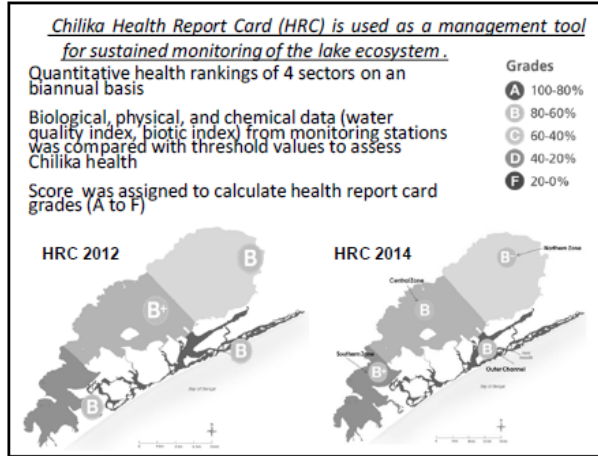 Chilika Health Report Card (HRC) is used as a management tool
for sustained monitoring of the lake ecosystem .
Quantitative health rankings of 4 sectors on an
biannual basis
Biological, physical, and chemical data (water
quality index, biotic index) from monitoring stations
was compared with threshold values to assess
Chilika health
Score was assigned to calculate health report card
grades (A to F)
Grades
A 100-80%
B 80-60%
C 60-40%
D 40-20%
F 20-0%
HRC 2012
B
B+
B
B
Bay of Bengal
HRC 2014
Northern Zone
B-
Central Zone
B
Southern Zone
B
Outer Channel
Bay of Bengal